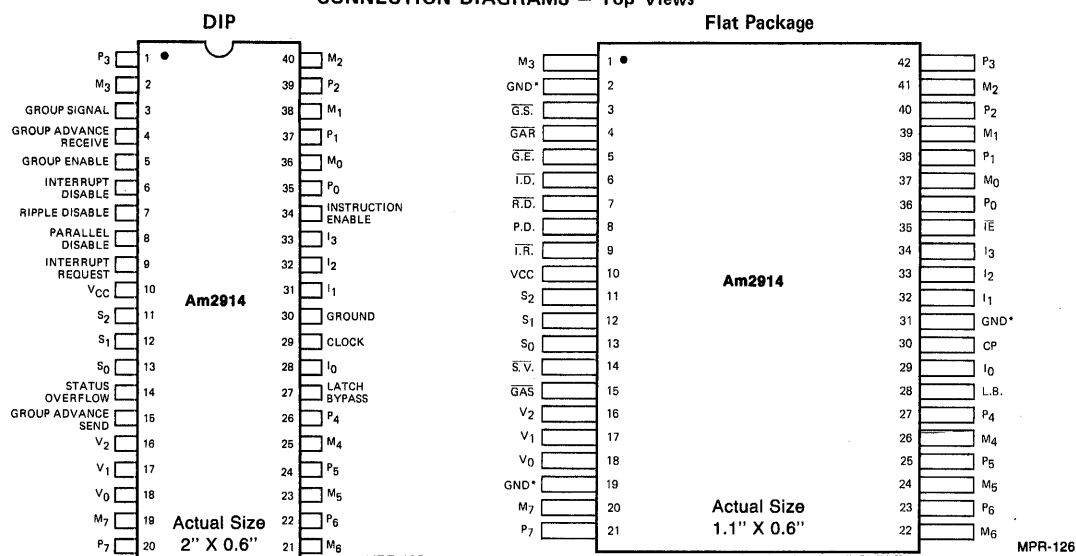 CONNECTION DIAGRAMS – Top Views
DIP
P3 1
M3 2
GROUP SIGNAL 3
GROUP ADVANCE
RECEIVE 4
GROUP ENABLE 5
INTERRUPT
DISABLE 6
RIPPLE DISABLE 7
PARALLEL
DISABLE 8
INTERRUPT
REQUEST 9
VCC 10
S2 11
S1 12
S0 13
STATUS
OVERFLOW 14
GROUP ADVANCE
SEND 15
V2 16
V1 17
V0 18
M7 19
P7 20
Am2914
Actual Size
2" X 0.6"
40 M2
39 P2
38 M1
37 P1
36 M0
35 P0
34 INSTRUCTION
ENABLE
33 I3
32 I2
31 I1
30 GROUND
29 CLOCK
28 I0
27 LATCH
BYPASS
26 P4
25 M4
24 P5
23 M5
22 P6
21 M6
Flat Package
M3 1
GND* 2
G.S. 3
GAR 4
G.E. 5
I.D. 6
R.D. 7
P.D. 8
I.R. 9
VCC 10
S2 11
S1 12
S0 13
S.V. 14
GAS 15
V2 16
V1 17
V0 18
GND* 19
M7 20
P7 21
Am2914
Actual Size
1.1" X 0.6"
42 P3
41 M2
40 P2
39 M1
38 P1
37 M0
36 P0
35 IE
34 I3
33 I2
32 I1
31 GND*
30 CP
29 I0
28 L.B.
27 P4
26 M4
25 P5
24 M5
23 P6
22 M6
MPR-126